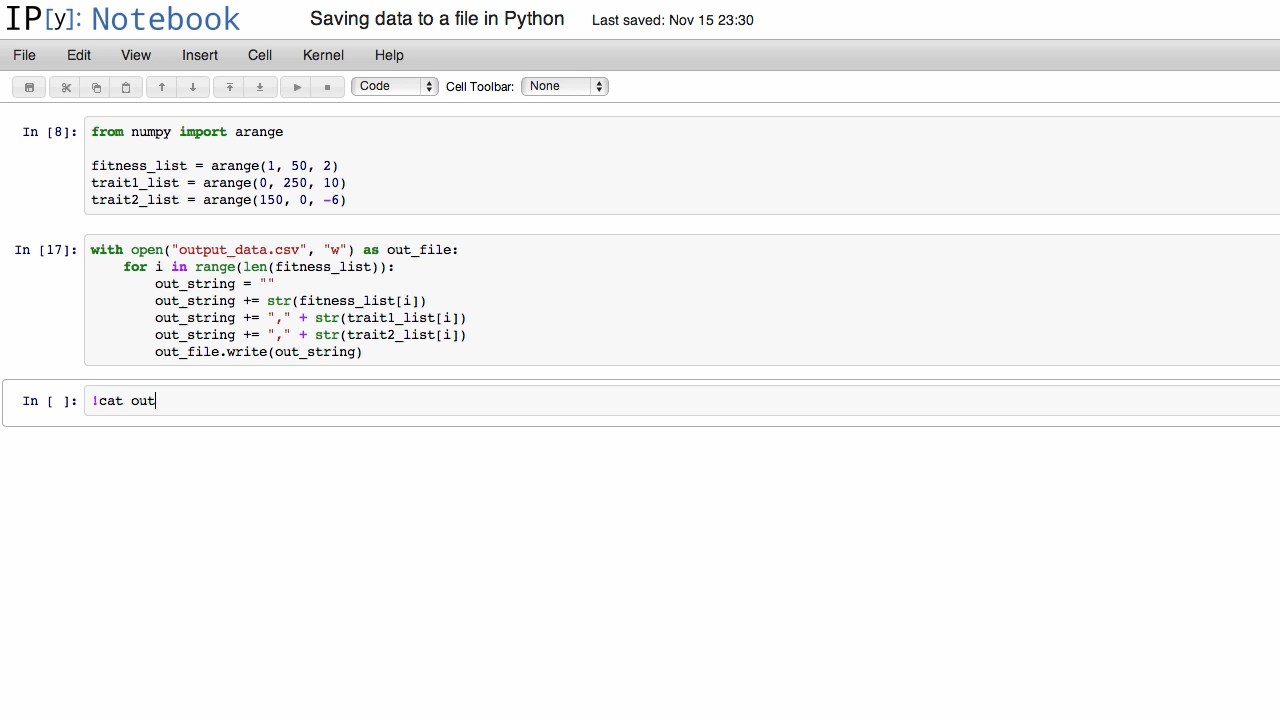 IP[y]: Notebook Saving data to a file in Python Last saved: Nov 15 23:30
File Edit View Insert Cell Kernel Help
Code Cell Toolbar: None
In [8]: from numpy import arange
fitness_list = arange(1, 50, 2)
trait1_list = arange(0, 250, 10)
trait2_list = arange(150, 0, -6)
In [17]: with open("output_data.csv", "w") as out_file:
for i in range(len(fitness_list)):
out_string = ""
out_string += str(fitness_list[i])
out_string += "," + str(trait1_list[i])
out_string += "," + str(trait2_list[i])
out_file.write(out_string)
In [ ]: !cat out